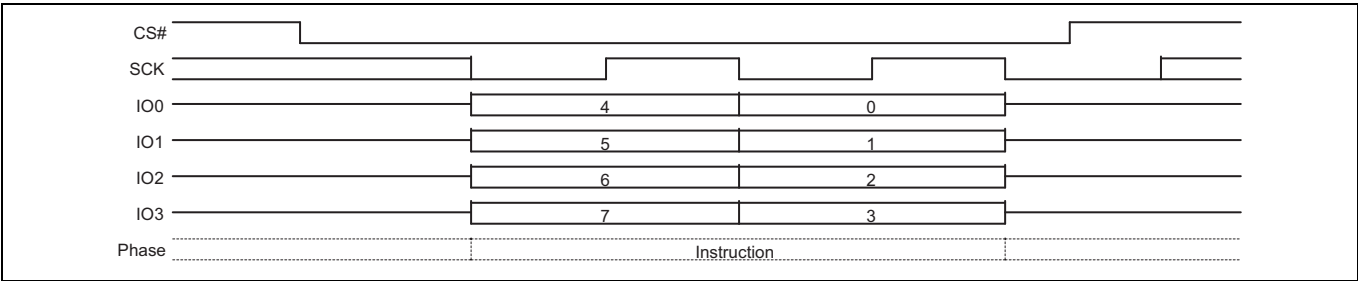 CS#
SCK
IO0 4 0
IO1 5 1
IO2 6 2
IO3 7 3
Phase Instruction